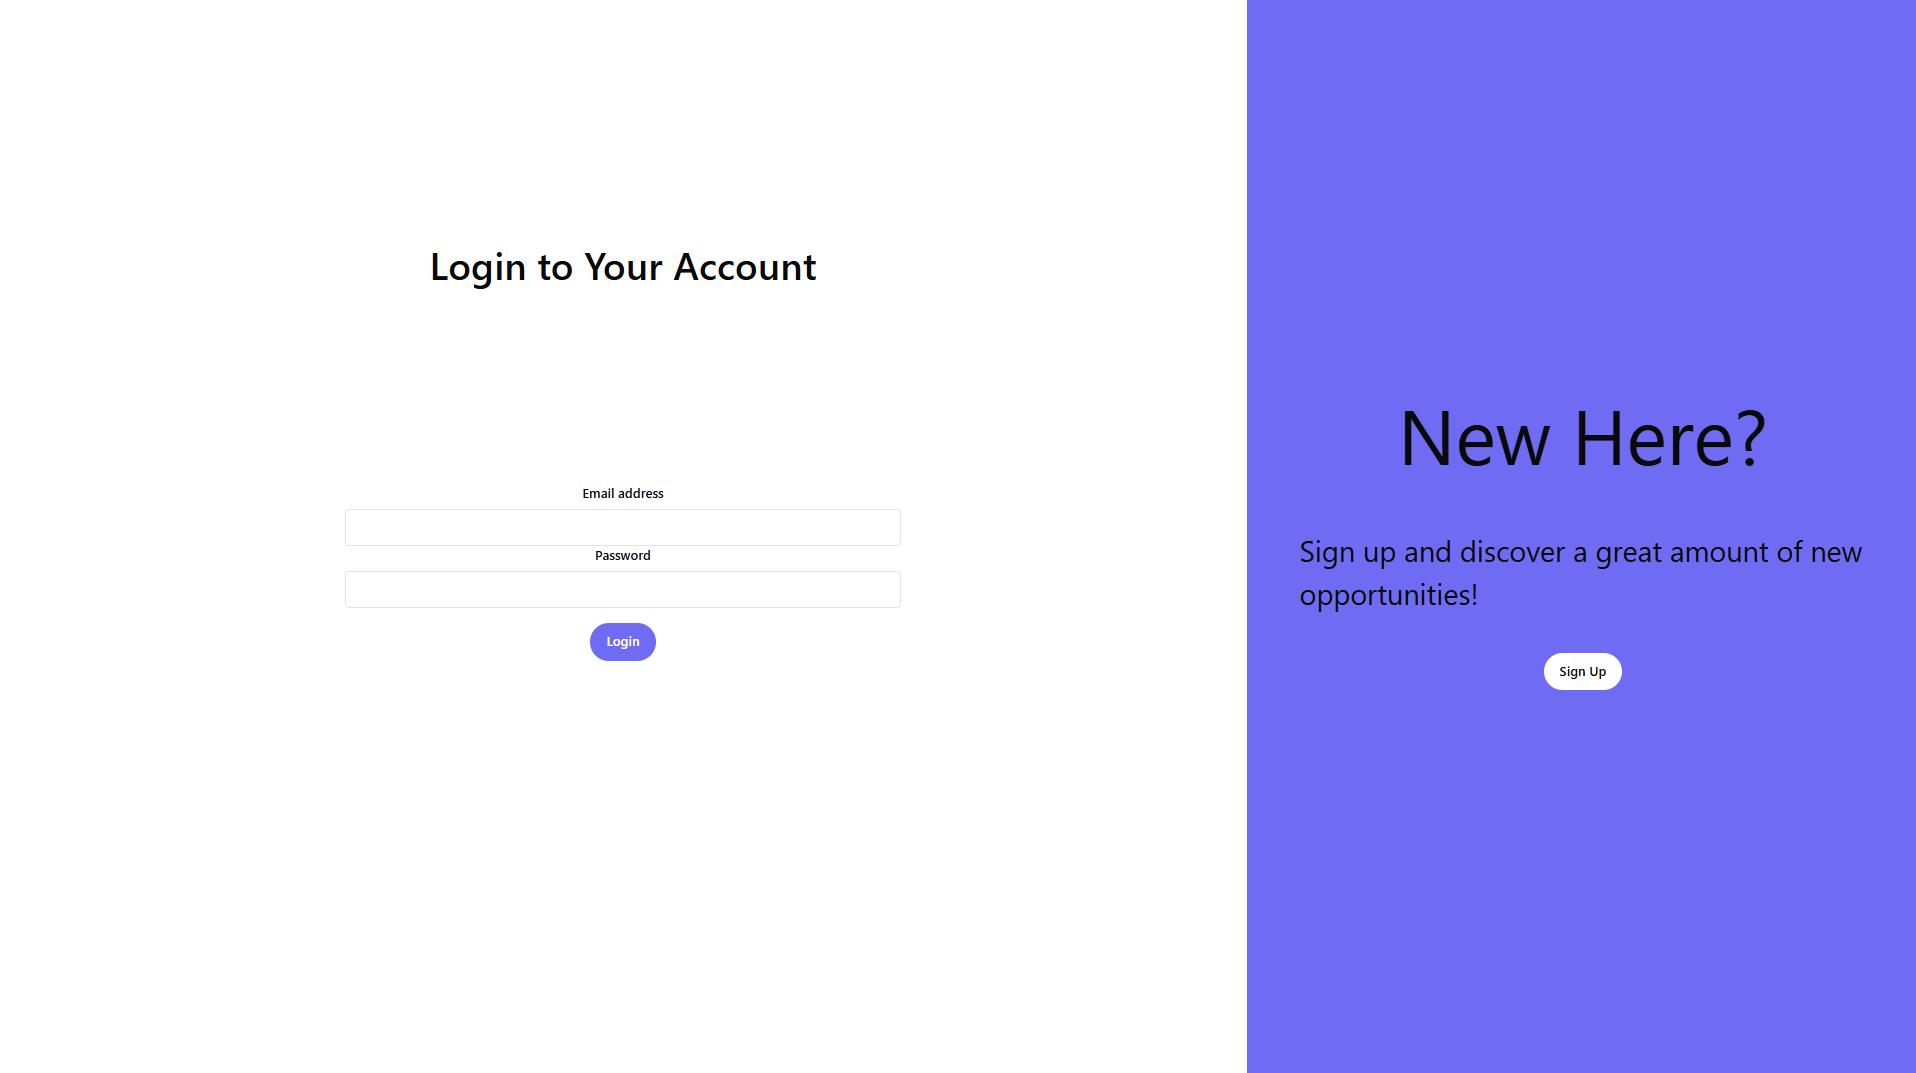 Login to Your Account
Email address
Password
Login
New Here?
Sign up and discover a great amount of new
opportunities!
Sign Up